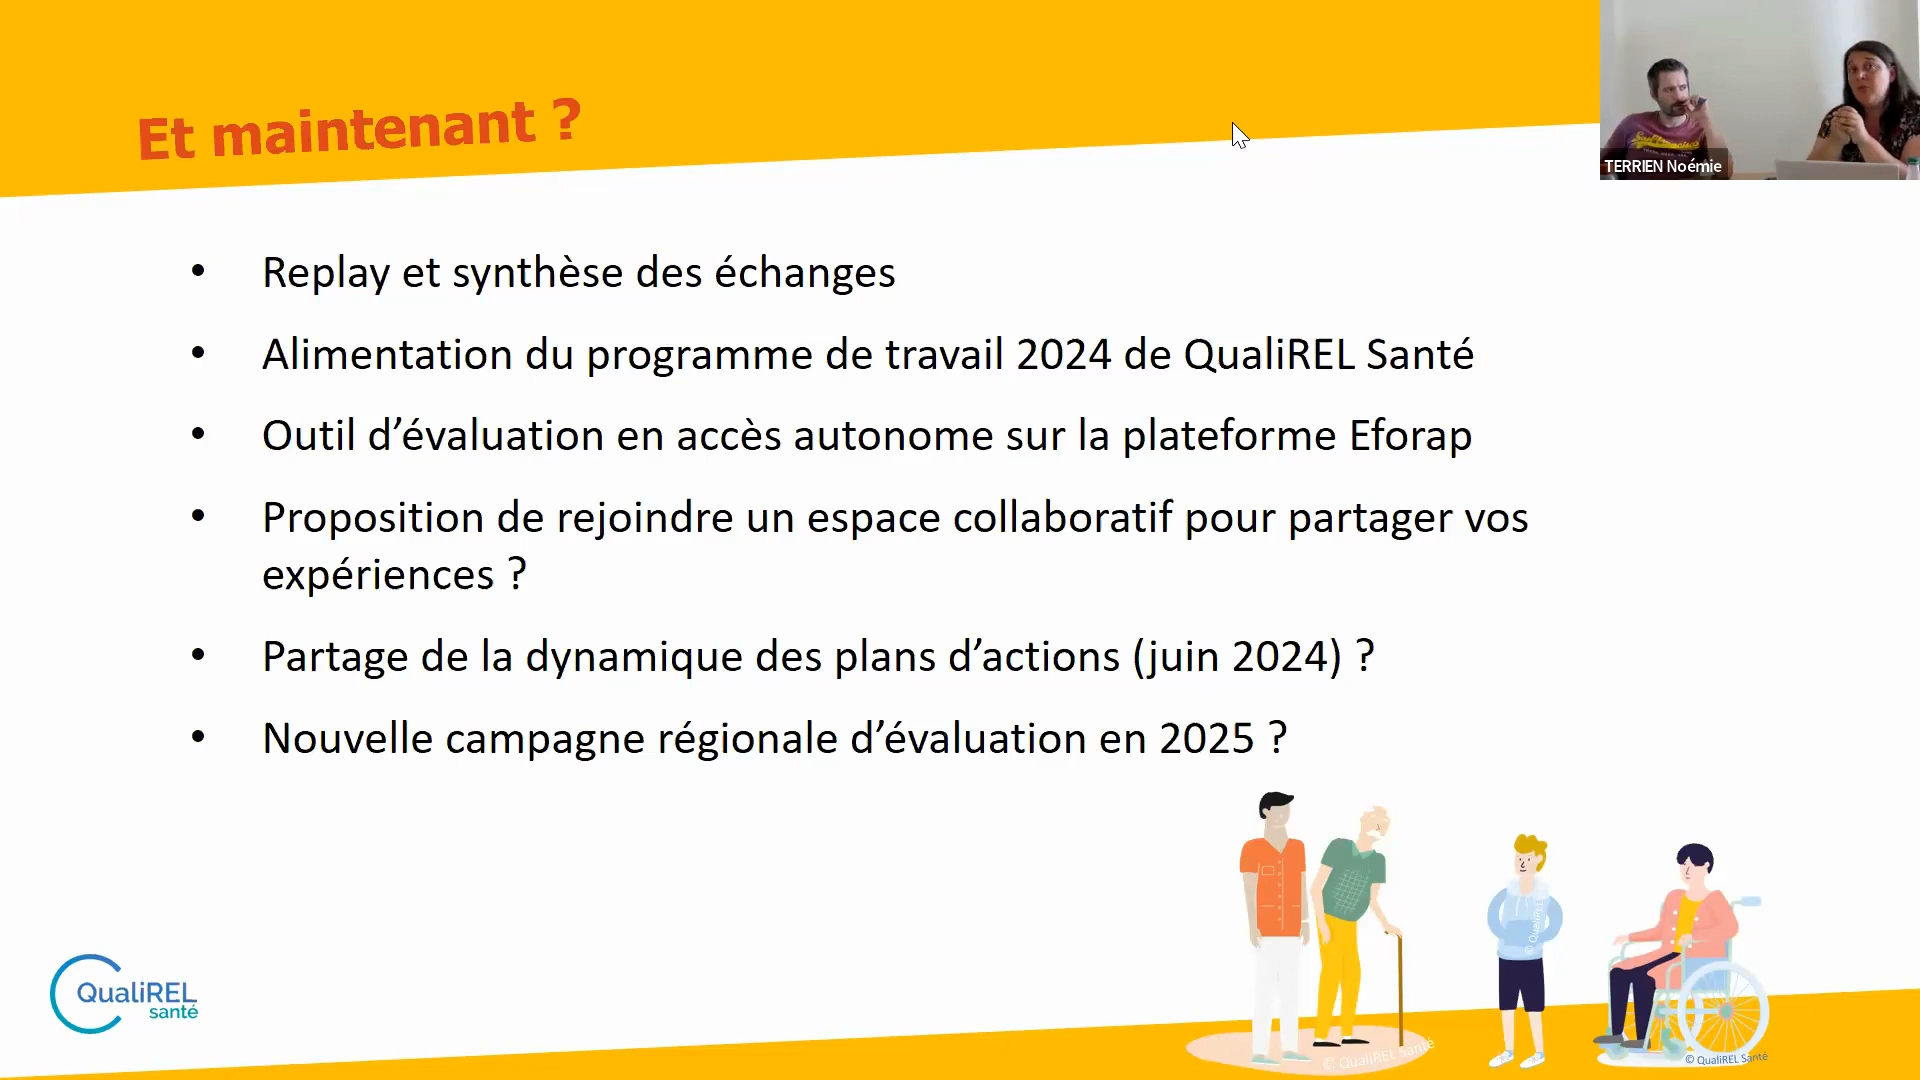 Et maintenant ?
TERRIEN Noémie
• Replay et synthèse des échanges
• Alimentation du programme de travail 2024 de QualiREL Santé
• Outil d’évaluation en accès autonome sur la plateforme Eforap
• Proposition de rejoindre un espace collaboratif pour partager vos
expériences ?
• Partage de la dynamique des plans d’actions (juin 2024) ?
• Nouvelle campagne régionale d’évaluation en 2025 ?
QualiREL
santé
© QualiREL Santé
© QualiREL Santé